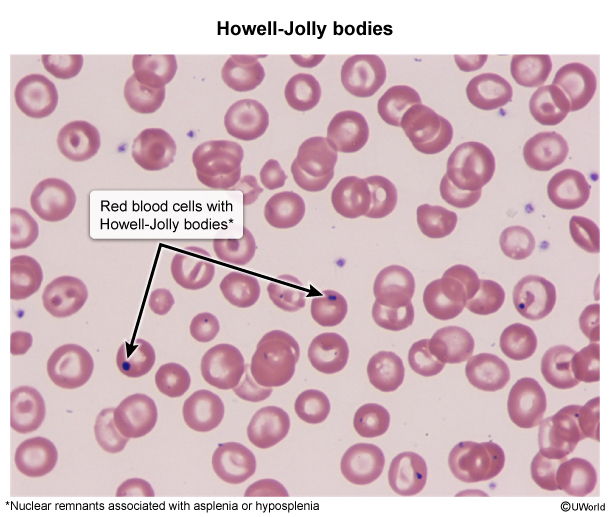 Howell-Jolly bodies
Red blood cells with
Howell-Jolly bodies*
*Nuclear remnants associated with asplenia or hyposplenia
©UWorld